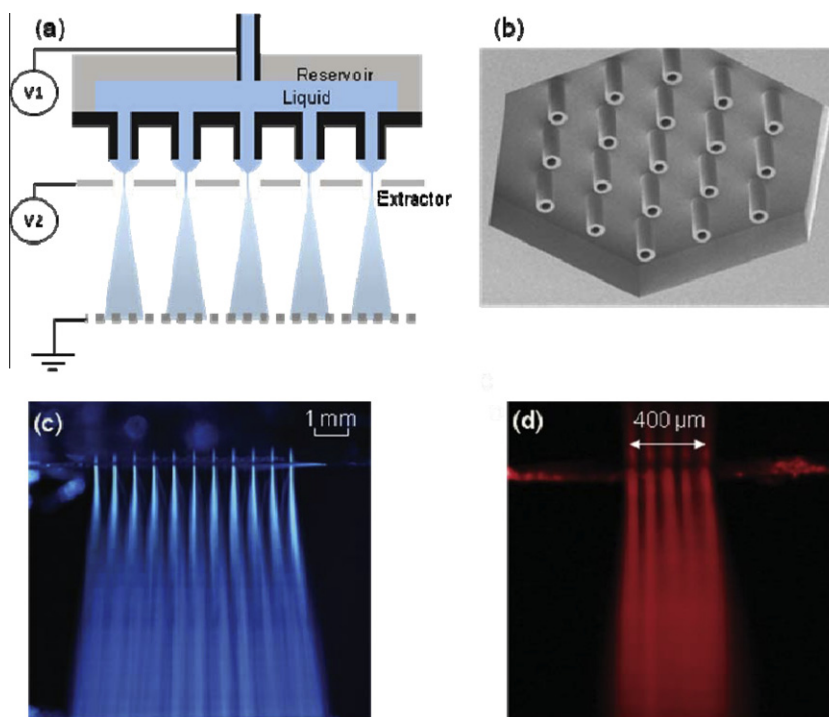 (a)
V1
Reservoir
Liquid
V2
Extractor
(b)
(c)
1 mm
(d)
400 µm